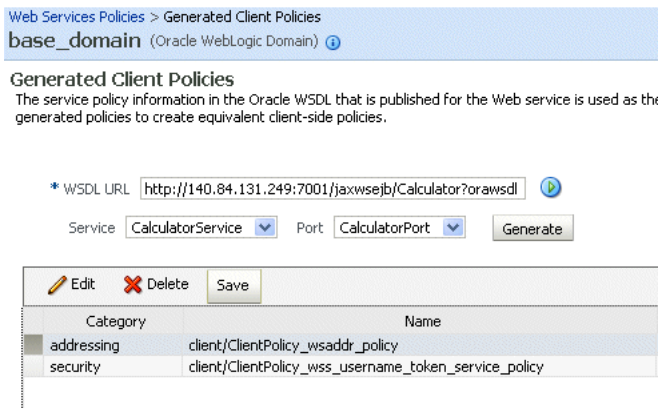 Web Services Policies > Generated Client Policies
base_domain (Oracle WebLogic Domain)
Generated Client Policies
The service policy information in the Oracle WSDL that is published for the Web service is used as the
generated policies to create equivalent client-side policies.
* WSDL URL http://140.84.131.249:7001/jaxwsejb/Calculator?orawsdl
Service CalculatorService Port CalculatorPort Generate
Edit Delete Save
Category Name
addressing client/ClientPolicy_wsaddr_policy
security client/ClientPolicy_wss_username_token_service_policy